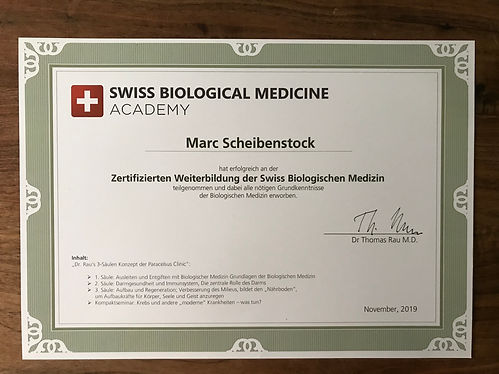 SWISS BIOLOGICAL MEDICINE
ACADEMY
Marc Scheibenstock
hat erfolgreich an der
Zertifizierten Weiterbildung der Swiss Biologischen Medizin
teilgenommen und dabei alle nötigen Grundkenntnisse
der Biologischen Medizin erworben.
Th. Rau
Dr Thomas Rau M.D.
Inhalt:
„Dr. Rau's 3-Säulen Konzept der Paracelsus Clinic":
➤ 1. Säule: Ausleiten und Entgiften mit Biologischer Medizin Grundlagen der Biologischen Medizin
➤ 2. Säule: Darmgesundheit und Immunsystem, Die zentrale Rolle des Darms
➤ 3. Säule: Aufbau und Regeneration; Verbesserung des Milieus, bildet den „Nährboden",
um Aufbaukräfte für Körper, Seele und Geist anzuregen
➤ Kompaktseminar: Krebs und andere „moderne" Krankheiten – was tun?
November, 2019